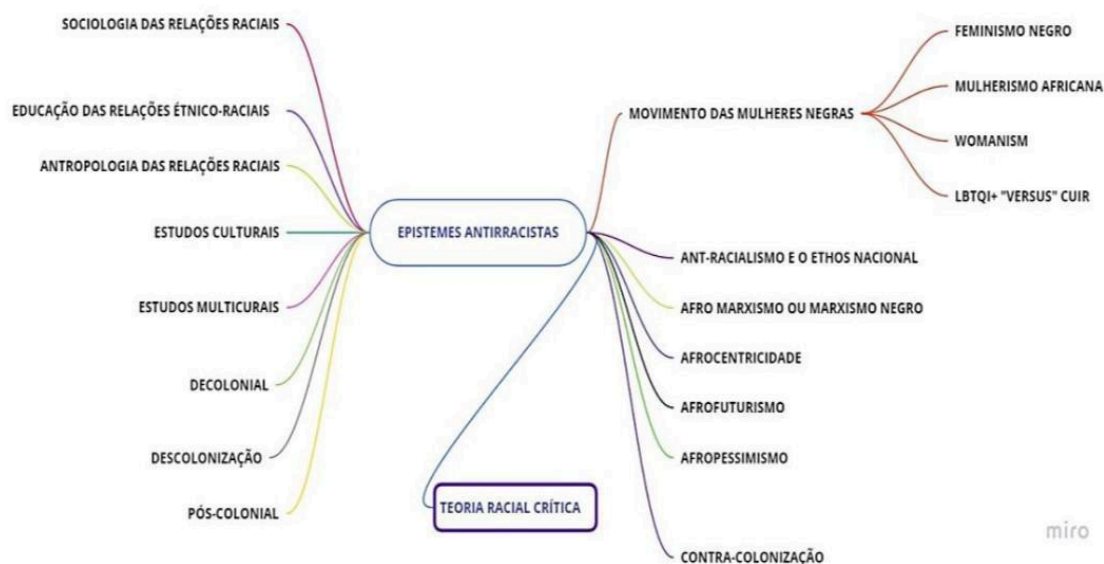 SOCIOLOGIA DAS RELAÇÕES RACIAIS
EDUCAÇÃO DAS RELAÇÕES ÉTNICO-RACIAIS
ANTROPOLOGIA DAS RELAÇÕES RACIAIS
ESTUDOS CULTURAIS
ESTUDOS MULTICURAIS
DECOLONIAL
DESCOLONIZAÇÃO
PÓS-COLONIAL
EPISTEMES ANTIRRACISTAS
TEORIA RACIAL CRÍTICA
MOVIMENTO DAS MULHERES NEGRAS
FEMINISMO NEGRO
MULHERISMO AFRICANA
WOMANISM
LBTQI+ "VERSUS" CUIR
ANT-RACIALISMO E O ETHOS NACIONAL
AFRO MARXISMO OU MARXISMO NEGRO
AFROCENTRICIDADE
AFROFUTURISMO
AFROPESSIMISMO
CONTRA-COLONIZAÇÃO
miro